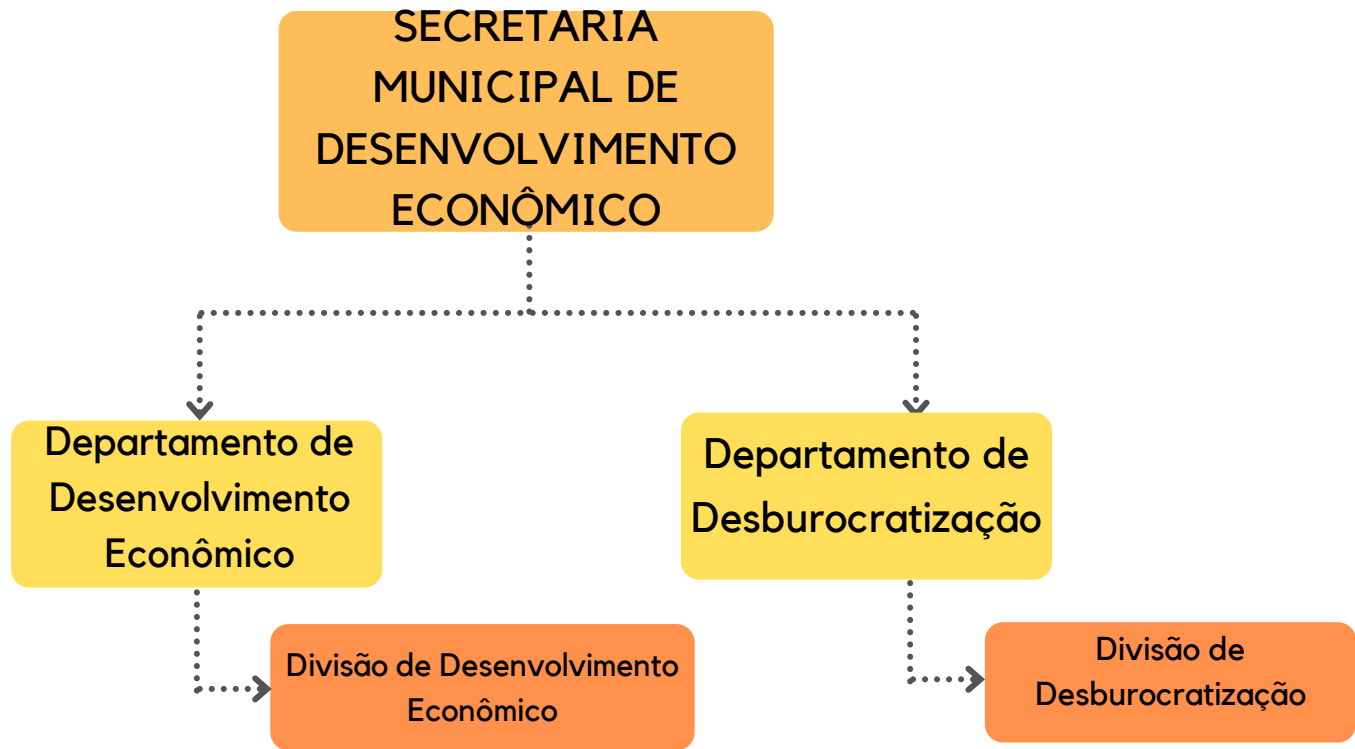 SECRETARIA
MUNICIPAL DE
DESENVOLVIMENTO
ECONÔMICO
Departamento de
Desenvolvimento
Econômico
Departamento de
Desburocratização
Divisão de Desenvolvimento
Econômico
Divisão de
Desburocratização